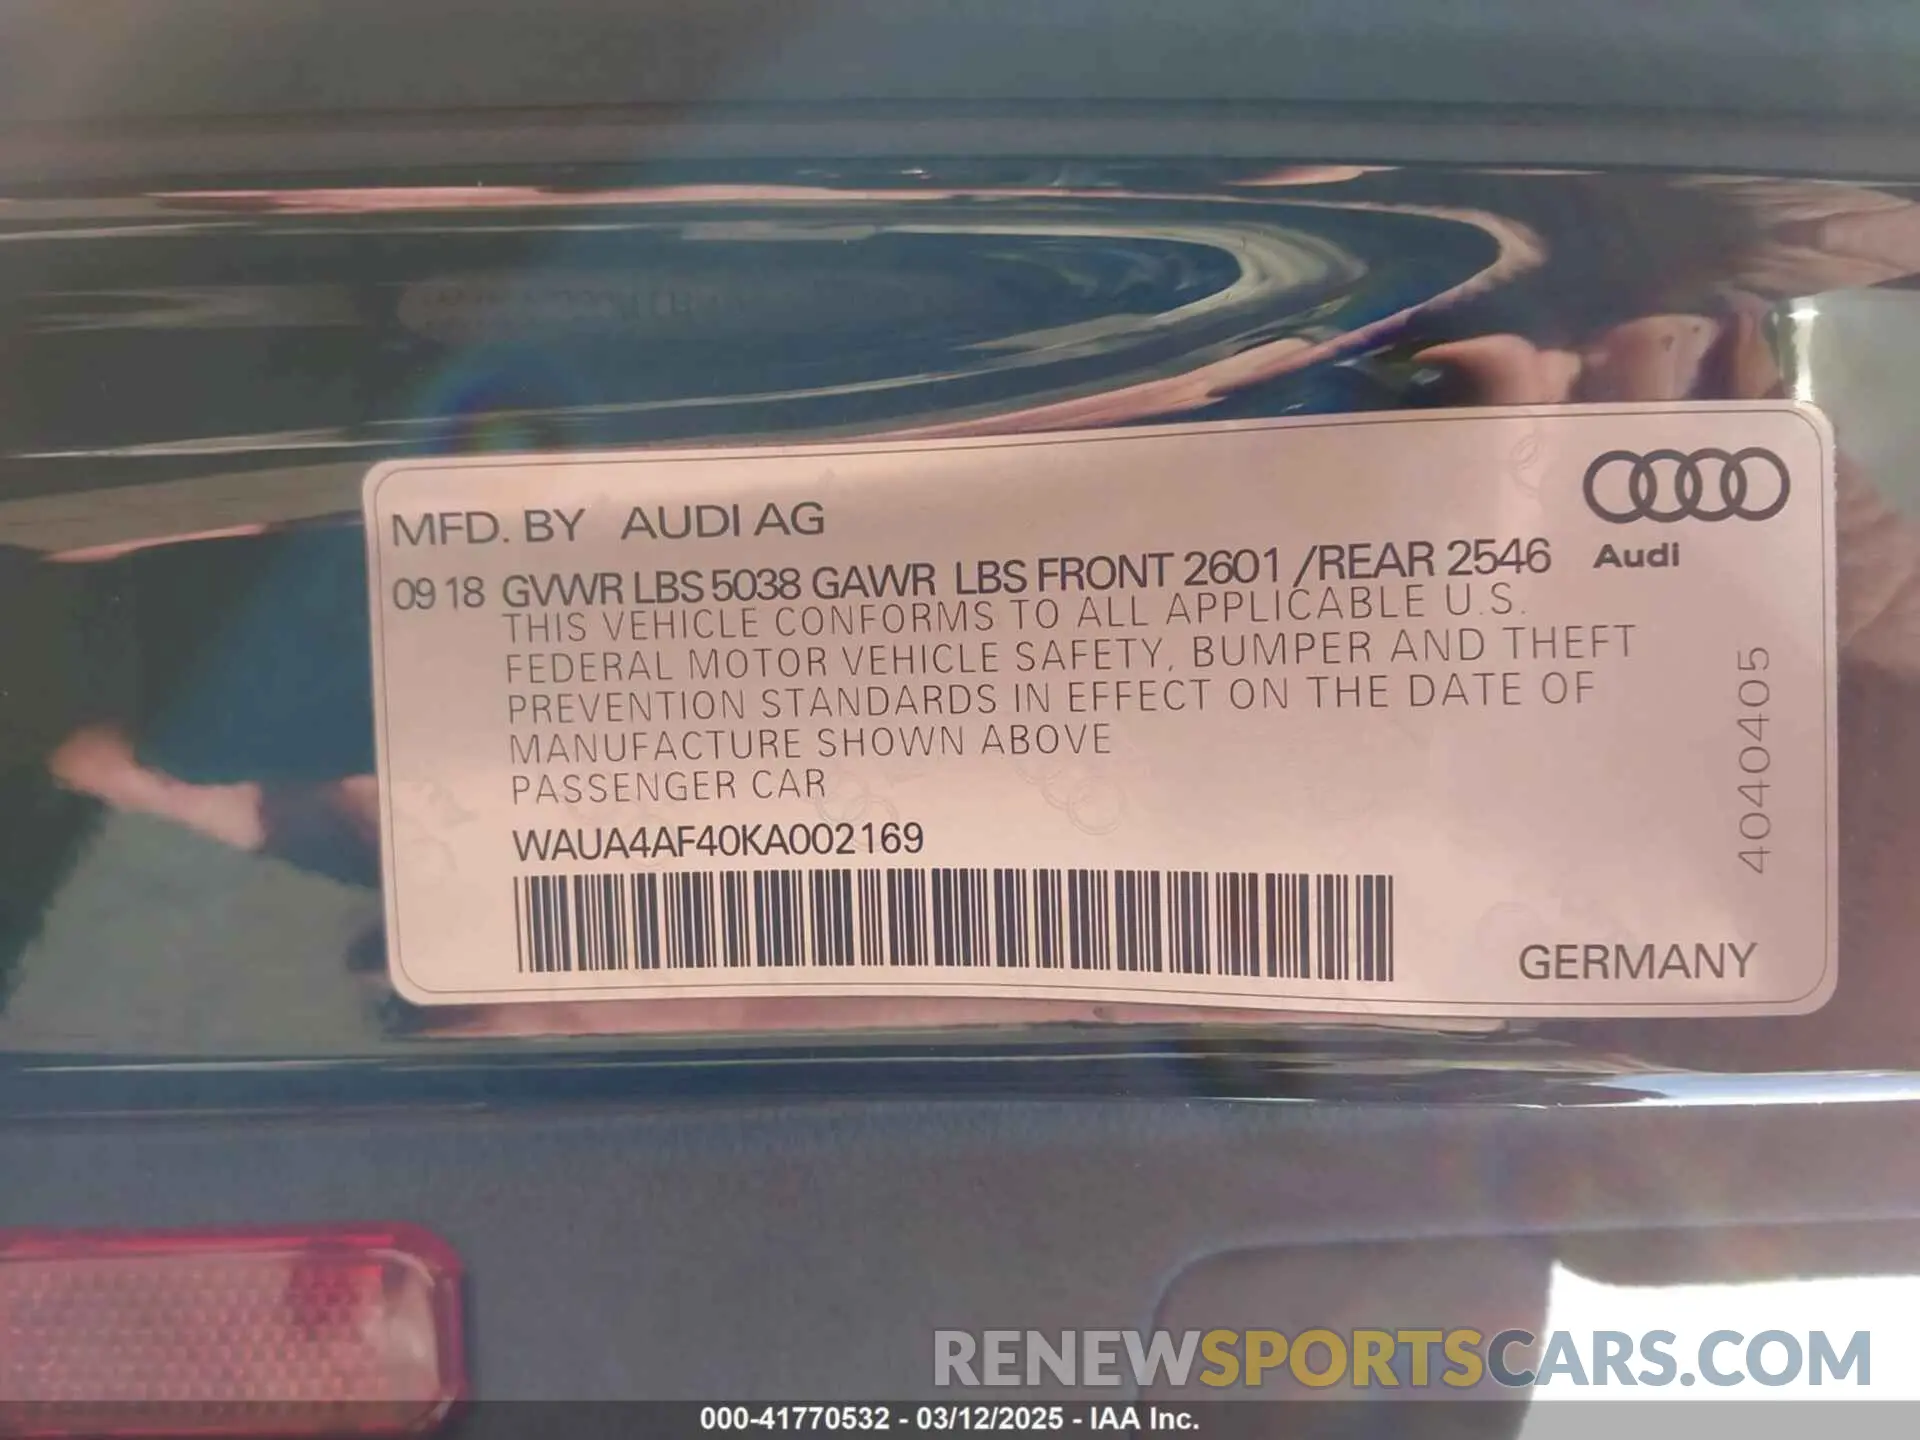 MFD. BY AUDI AG
Audi
09 18 GVWR LBS 5038 GAWR LBS FRONT 2601 /REAR 2546
THIS VEHICLE CONFORMS TO ALL APPLICABLE U.S.
FEDERAL MOTOR VEHICLE SAFETY, BUMPER AND THEFT
PREVENTION STANDARDS IN EFFECT ON THE DATE OF
MANUFACTURE SHOWN ABOVE
PASSENGER CAR
WAUA4AF40KA002169
4040405
GERMANY
RENEWSPORTSCARS.COM
000-41770532 - 03/12/2025 - IAA Inc.